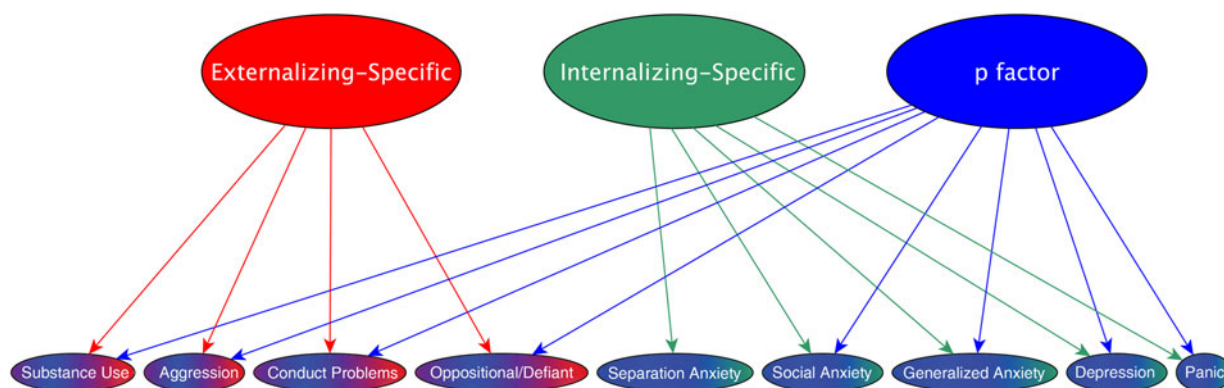 Externalizing-Specific
Internalizing-Specific
p factor
Substance Use
Aggression
Conduct Problems
Oppositional/Defiant
Separation Anxiety
Social Anxiety
Generalized Anxiety
Depression
Panic